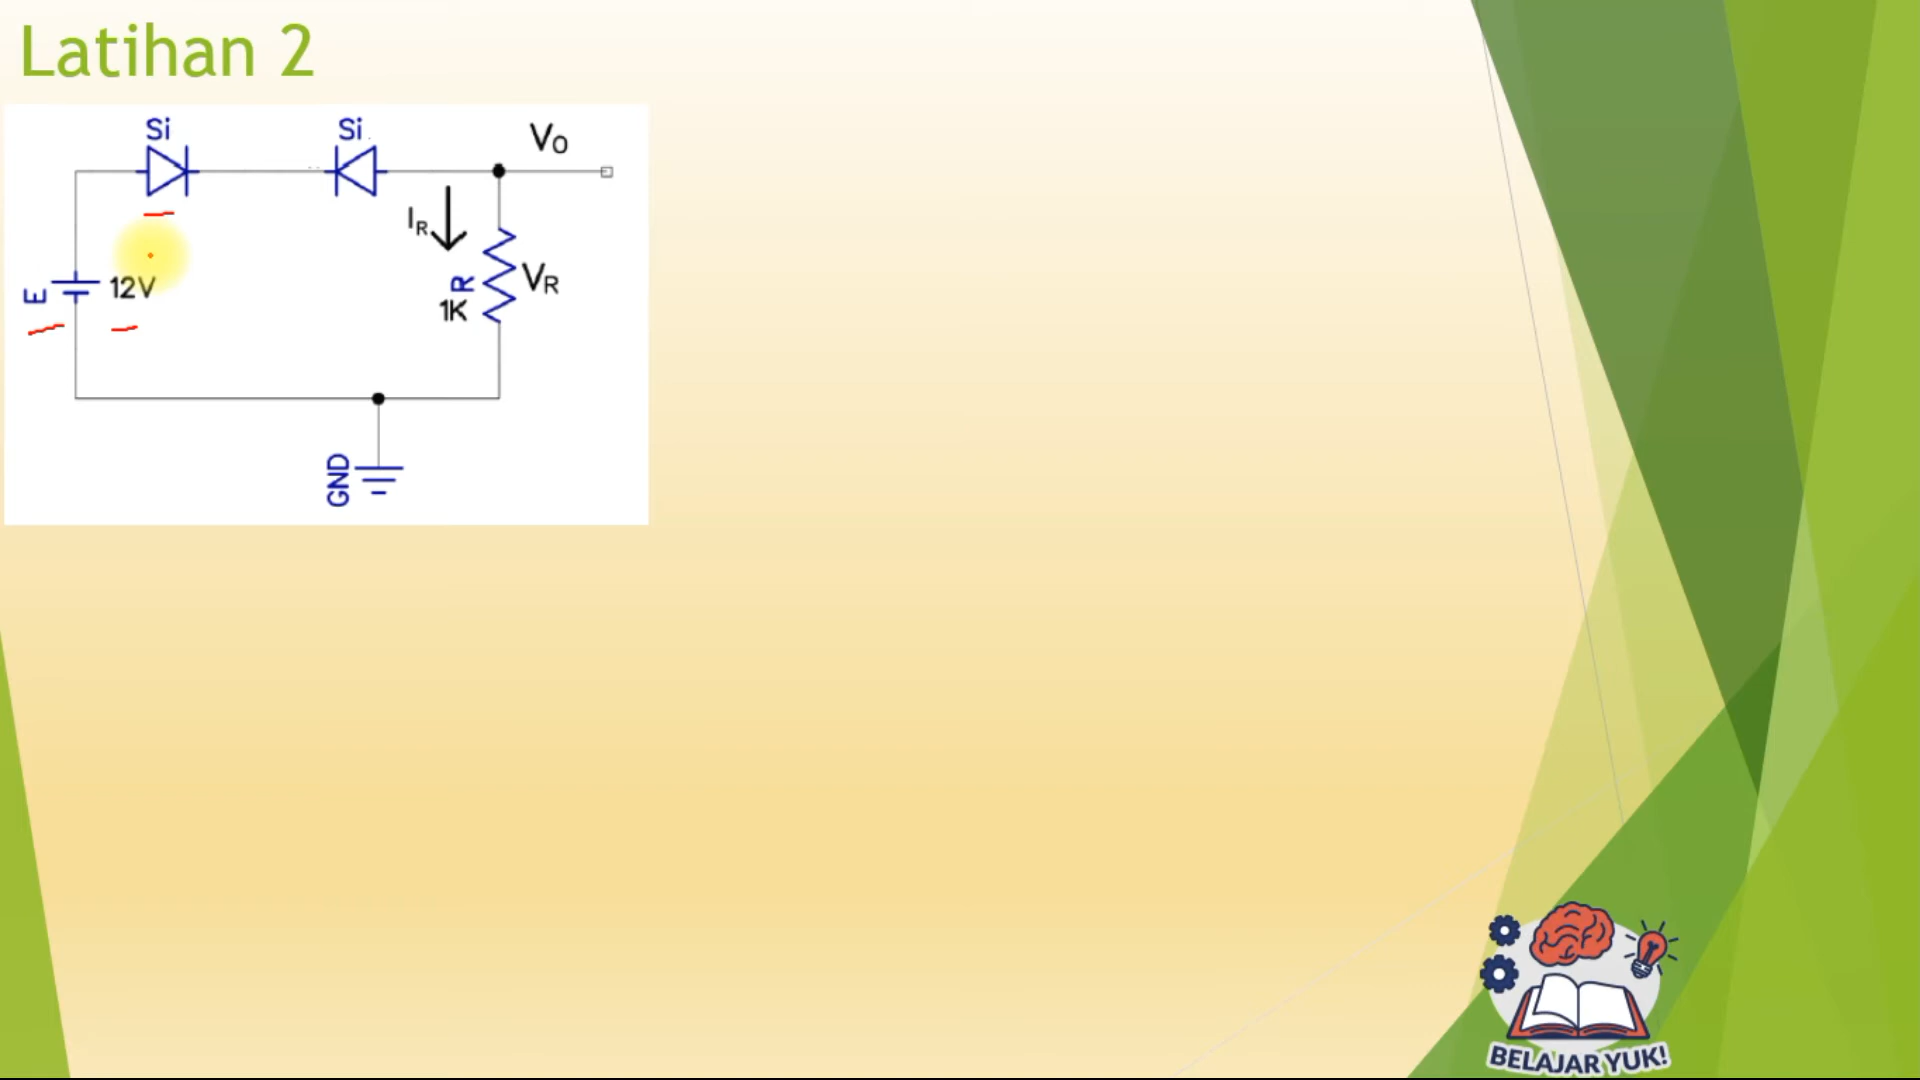 Latihan 2
Si
Si
VO
IR
E
12V
R
1K
VR
GND
BELAJAR YUK!